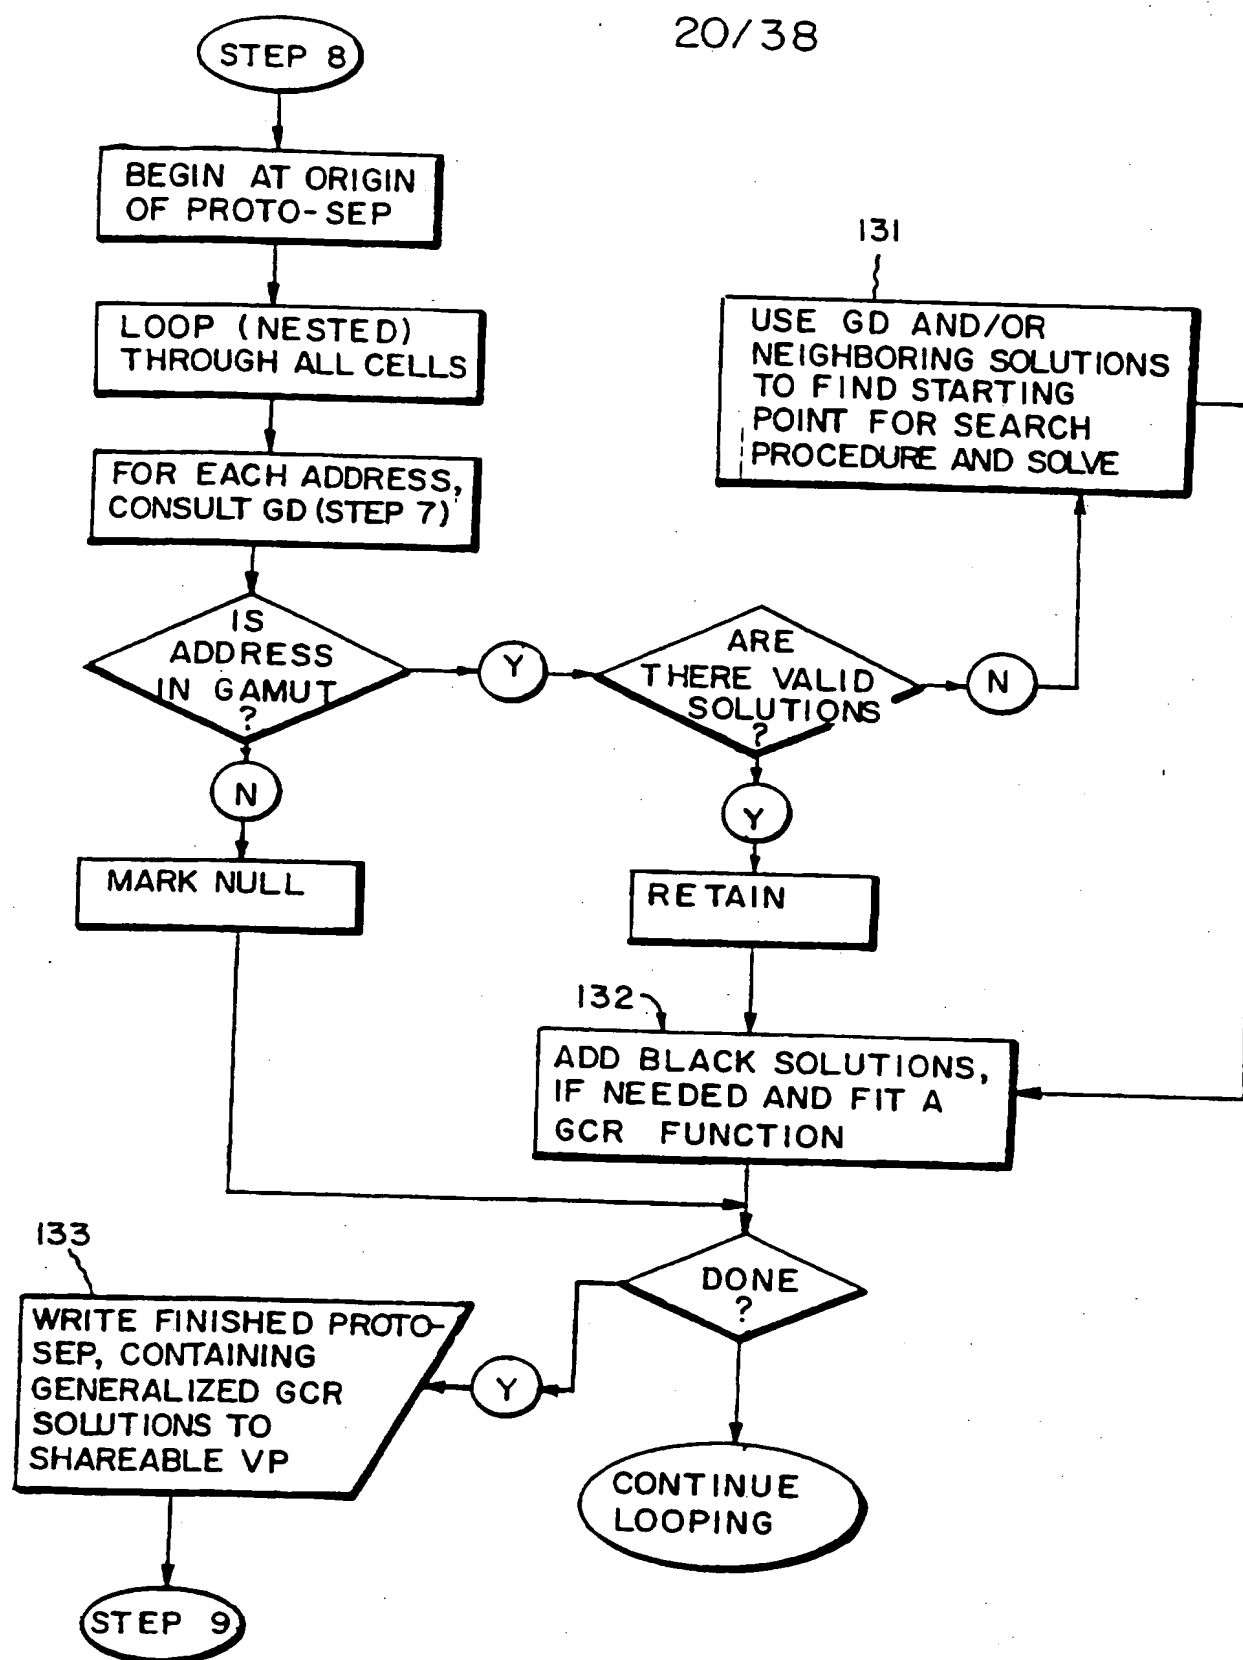 20/38
STEP 8
BEGIN AT ORIGIN
OF PROTO-SEP
LOOP (NESTED)
THROUGH ALL CELLS
FOR EACH ADDRESS,
CONSULT GD (STEP 7)
IS
ADDRESS
IN GAMUT
?
Y
N
MARK NULL
ARE
THERE VALID
SOLUTIONS
?
N
Y
131
USE GD AND/OR
NEIGHBORING SOLUTIONS
TO FIND STARTING
POINT FOR SEARCH
PROCEDURE AND SOLVE
RETAIN
132
ADD BLACK SOLUTIONS,
IF NEEDED AND FIT A
GCR FUNCTION
DONE
?
Y
CONTINUE
LOOPING
133
WRITE FINISHED PROTO-
SEP, CONTAINING
GENERALIZED GCR
SOLUTIONS TO
SHAREABLE VP
STEP 9